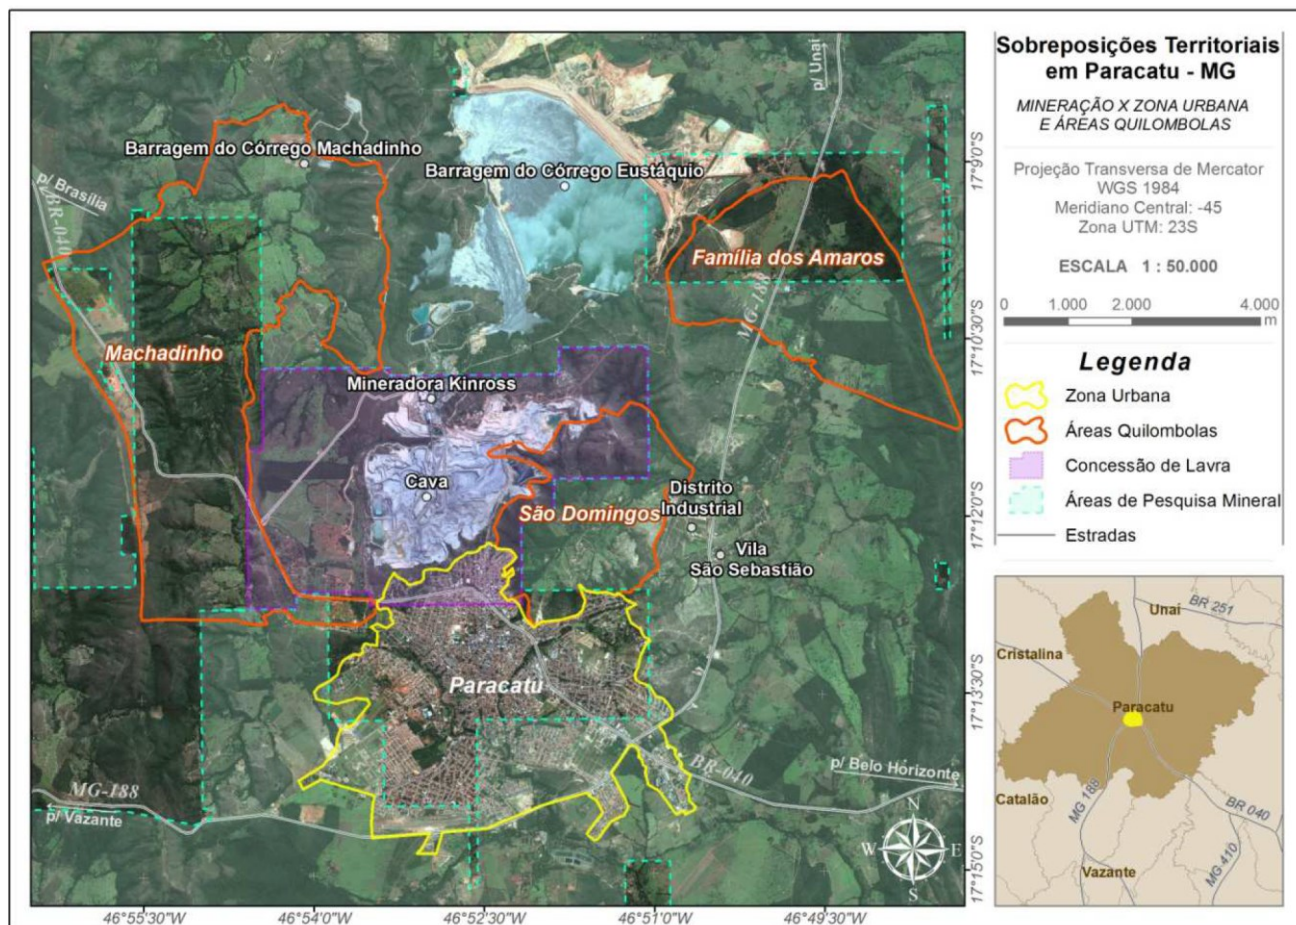 Sobreposições Territoriais
em Paracatu - MG
MINERAÇÃO X ZONA URBANA
E ÁREAS QUILOMBOLAS
Projeção Transversa de Mercator
WGS 1984
Meridiano Central: -45
Zona UTM: 23S
ESCALA 1 : 50.000
0 1.000 2.000 4.000
m
Legenda
Zona Urbana
Áreas Quilombolas
Concessão de Lavra
Áreas de Pesquisa Mineral
Estradas
p/ Unai
Barragem do Córrego Machadinho
Barragem do Córrego Eustáquio
p/ Brasília
BR-040
Família dos Amaros
MG-188
Machadinho
Mineradora Kinross
Cava
São Domingos
Distrito
Industrial
Vila
São Sebastião
Paracatu
BR-040
p/ Belo Horizonte
MG-188
p/ Vazante
N
W E
S
17°9'0"S
17°10'30"S
17°12'0"S
17°13'30"S
17°15'0"S
46°55'30"W 46°54'0"W 46°52'30"W 46°51'0"W 46°49'30"W
Unai
BR 251
Cristalina
Paracatu
Catalão
MG 188
BR 040
MG-410
Vazante